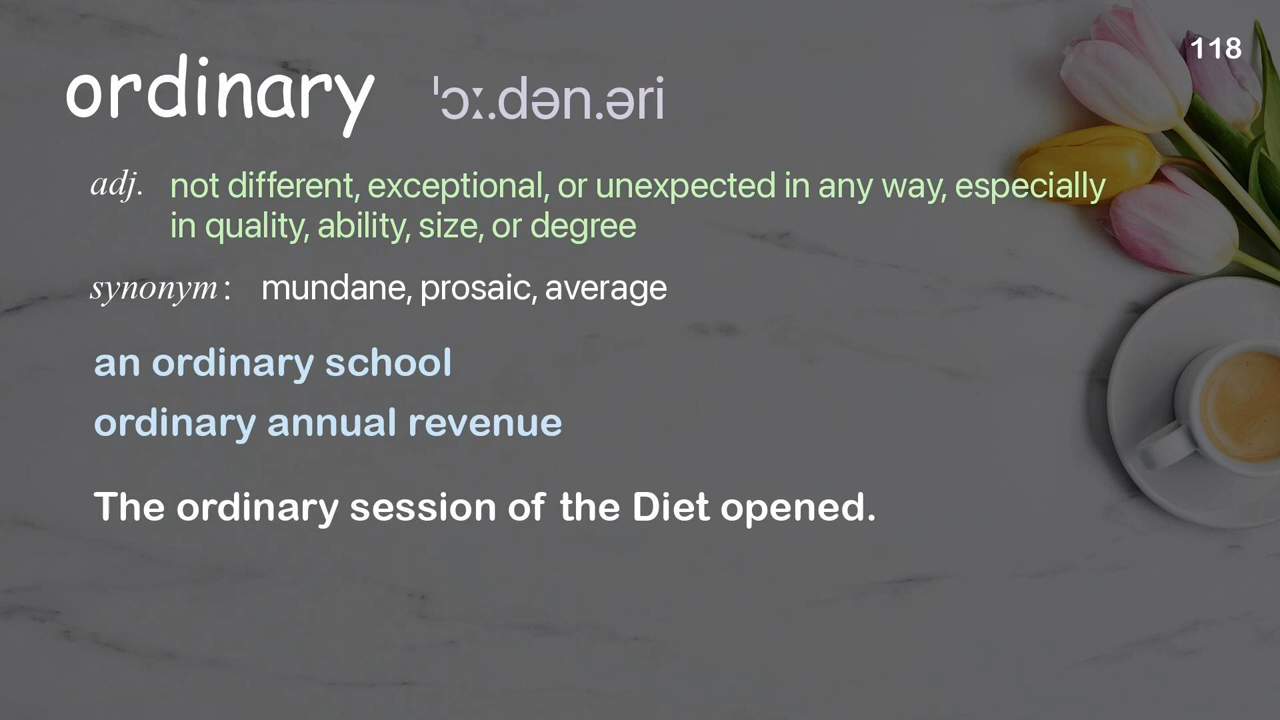 118
ordinary 'ɔː.dən.əri
adj. not different, exceptional, or unexpected in any way, especially
in quality, ability, size, or degree
synonym : mundane, prosaic, average
an ordinary school
ordinary annual revenue
The ordinary session of the Diet opened.